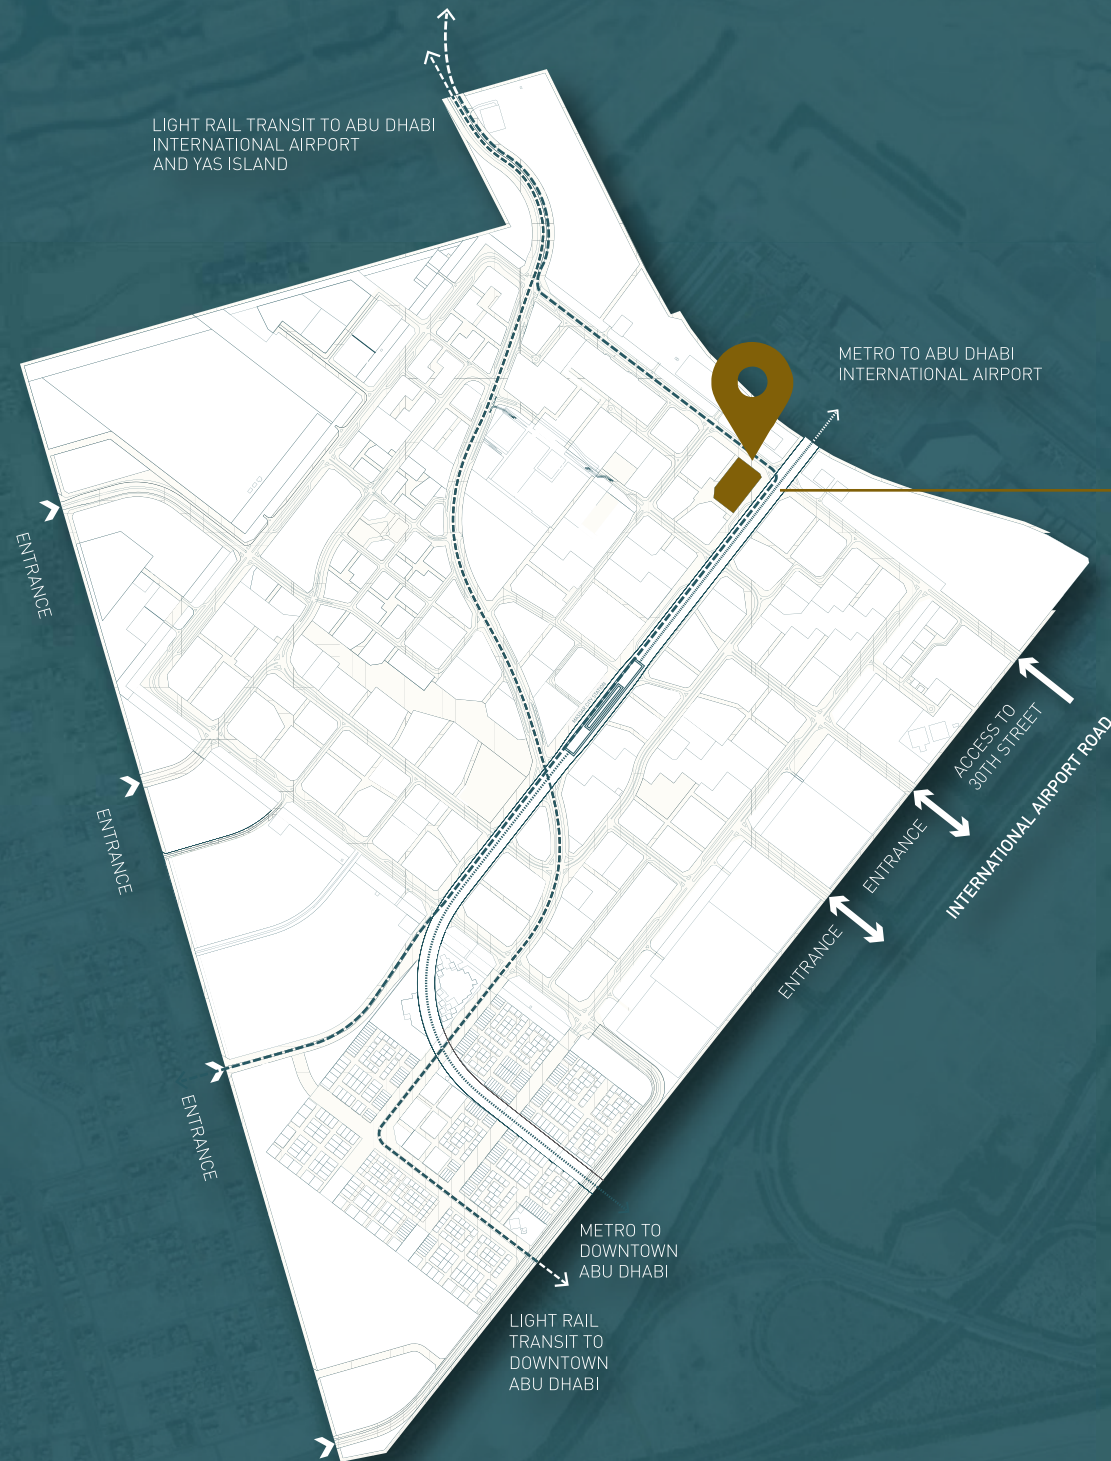 LIGHT RAIL TRANSIT TO ABU DHABI
INTERNATIONAL AIRPORT
AND YAS ISLAND
METRO TO ABU DHABI
INTERNATIONAL AIRPORT
ENTRANCE
ACCESS TO
30TH STREET
INTERNATIONAL AIRPORT ROAD
ENTRANCE
ENTRANCE
ENTRANCE
ENTRANCE
METRO TO
DOWNTOWN
ABU DHABI
LIGHT RAIL
TRANSIT TO
DOWNTOWN
ABU DHABI